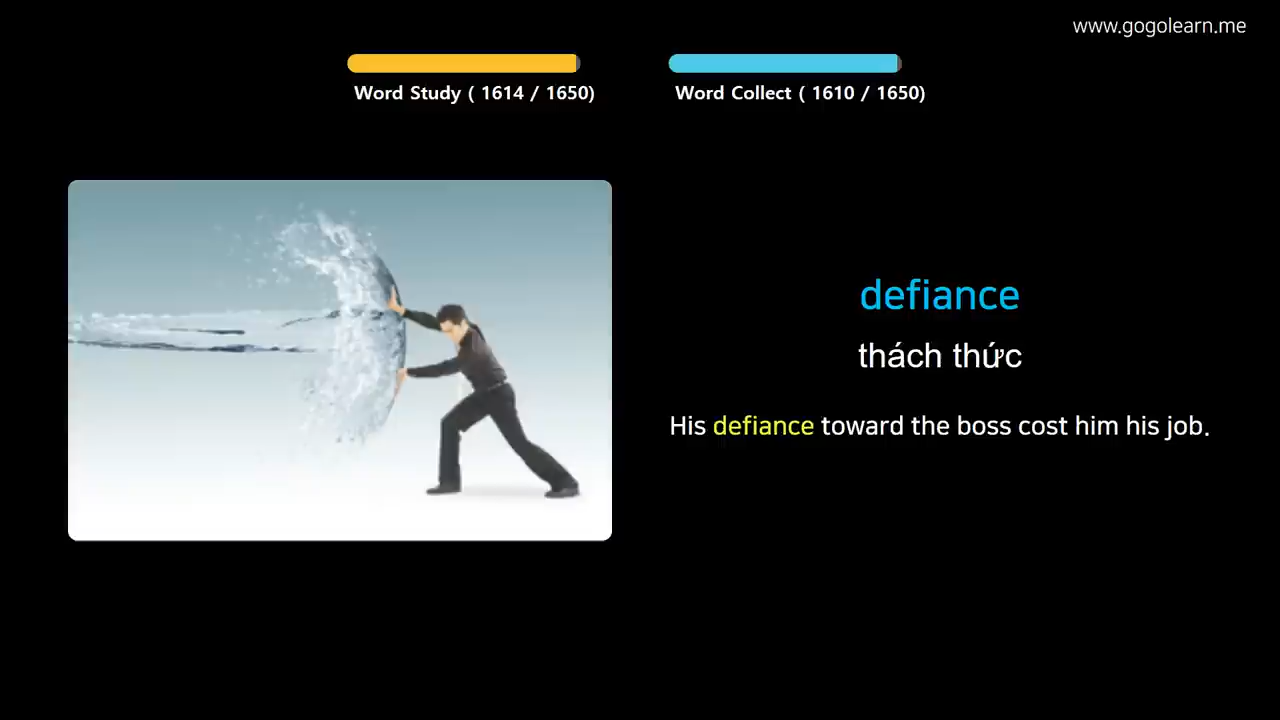 www.gogolearn.me
Word Study ( 1614 / 1650)
Word Collect ( 1610 / 1650)
defiance
thách thức
His defiance toward the boss cost him his job.